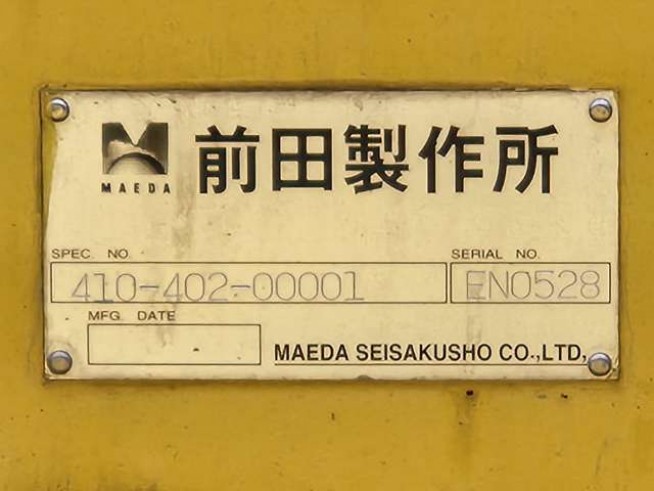 MAEDA
前田製作所
SPEC. NO.
SERIAL NO.
410-402-00001
EN0528
MFG. DATE
MAEDA SEISAKUSHO CO.,LTD,